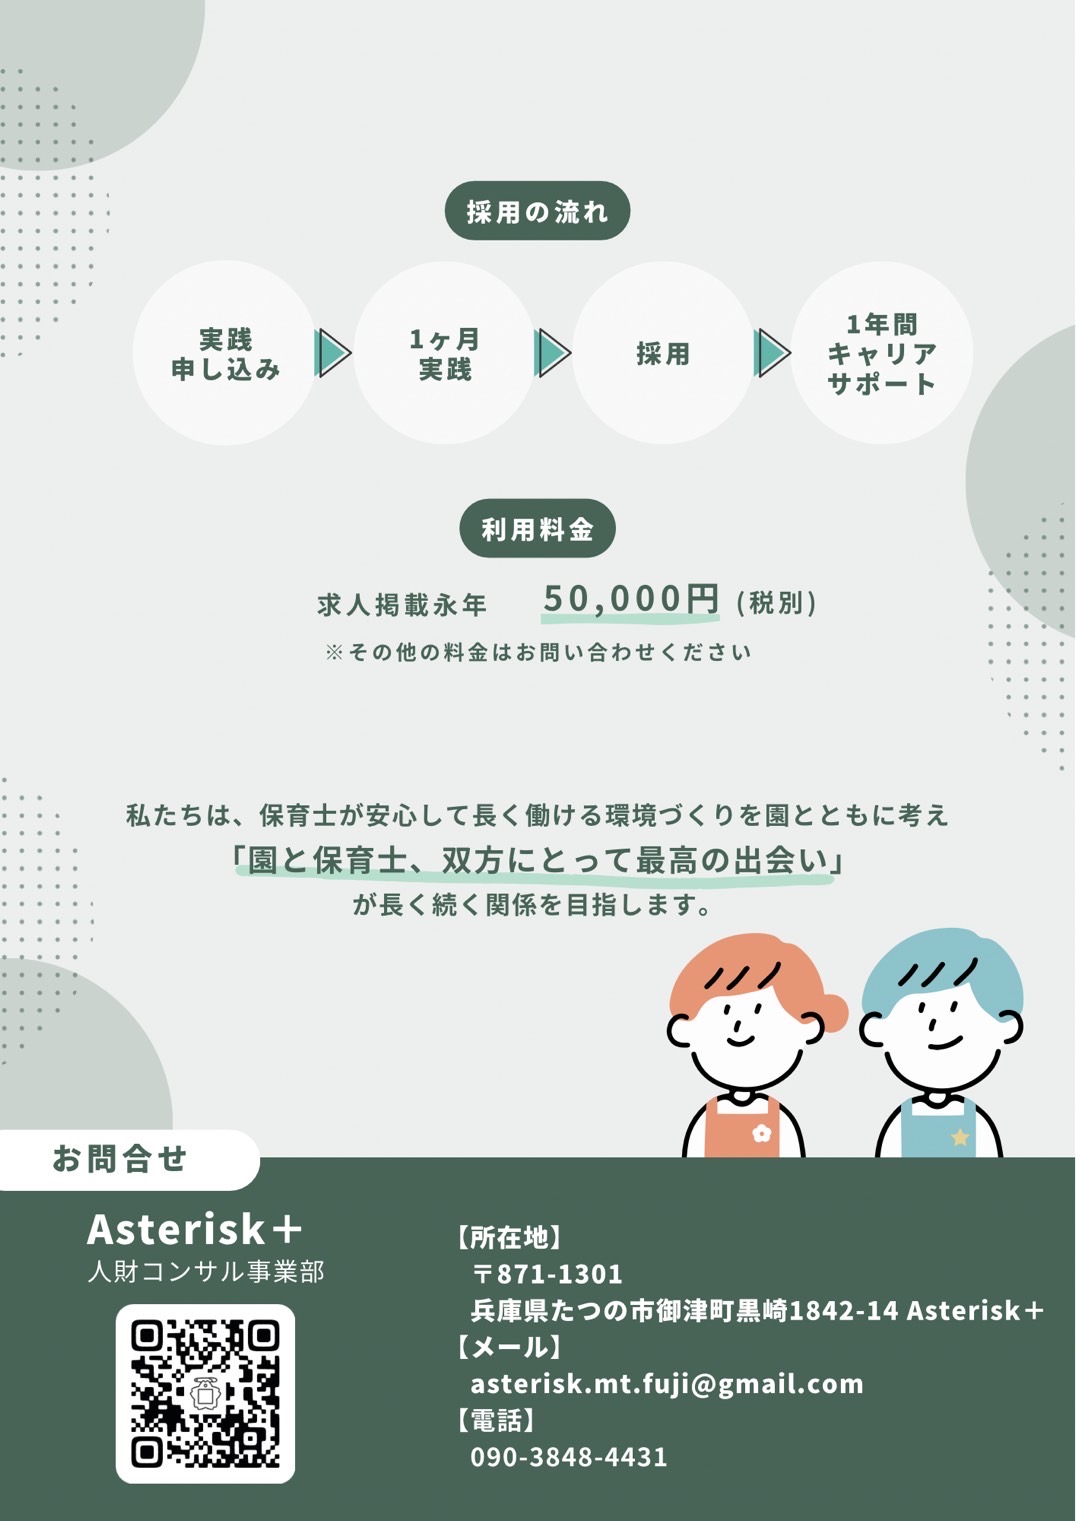 採用の流れ
実践
申し込み
1ヶ月
実践
採用
1年間
キャリア
サポート
利用料金
求人掲載永年 50,000円 (税別)
※その他の料金はお問い合わせください
私たちは、保育士が安心して長く働ける環境づくりを園とともに考え
「園と保育士、双方にとって最高の出会い」
が長く続く関係を目指します。
お問合せ
Asterisk＋
人財コンサル事業部
【所在地】
〒871-1301
兵庫県たつの市御津町黒崎1842-14 Asterisk＋
【メール】
asterisk.mt.fuji@gmail.com
【電話】
090-3848-4431